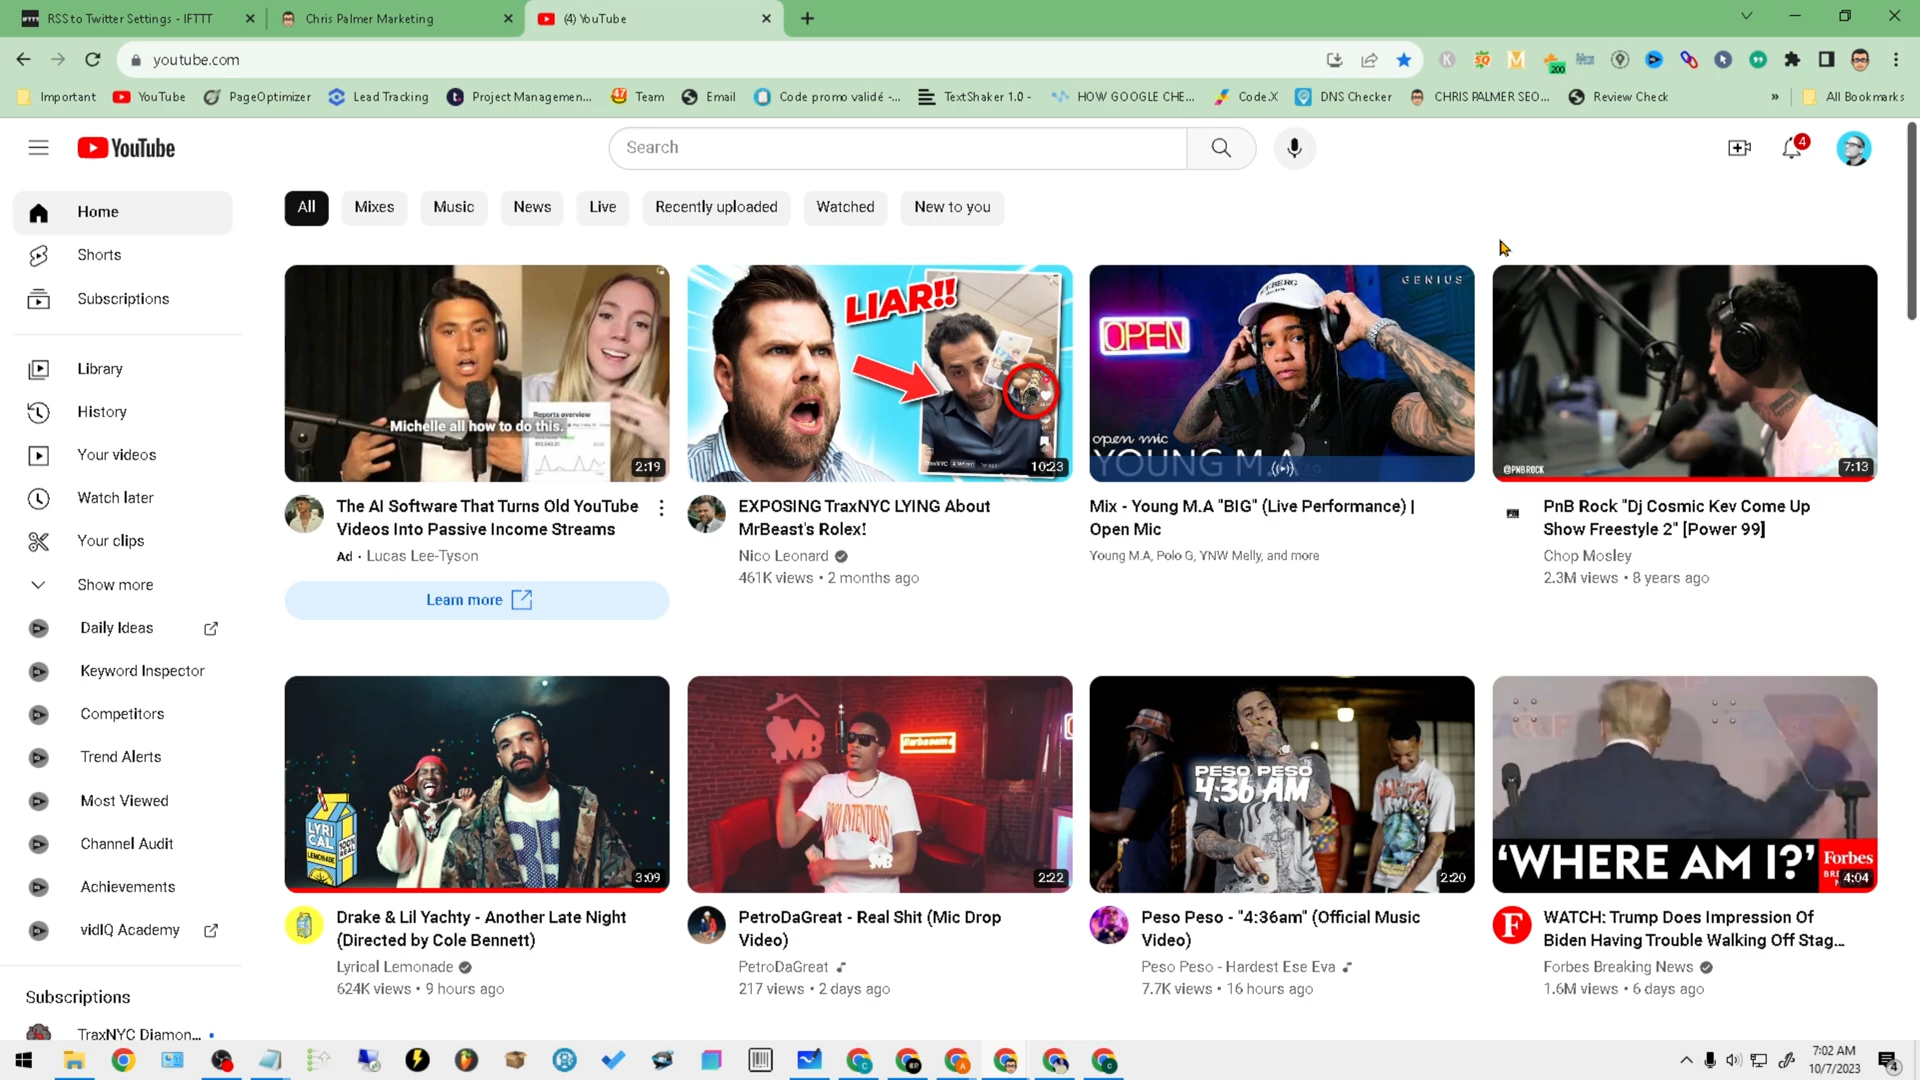 RSS to Twitter Settings - IFTTT
Chris Palmer Marketing
(4) YouTube
youtube.com
200
Important
YouTube
PageOptimizer
Lead Tracking
Project Managemen...
Team
Email
Code promo validé -...
TextShaker 1.0 -
HOW GOOGLE CHE...
Code.X
DNS Checker
CHRIS PALMER SEO...
Review Check
»
All Bookmarks
YouTube
Search
4
Home
Shorts
Subscriptions
Library
History
Your videos
Watch later
Your clips
Show more
Daily Ideas
Keyword Inspector
Competitors
Trend Alerts
Most Viewed
Channel Audit
Achievements
vidIQ Academy
Subscriptions
TraxNYC Diamon...
All
Mixes
Music
News
Live
Recently uploaded
Watched
New to you
Reports overview
Michelle all how to do this.
2:19
The AI Software That Turns Old YouTube
Videos Into Passive Income Streams
Ad · Lucas Lee-Tyson
Learn more
LIAR!!
10:23
EXPOSING TraxNYC LYING About
MrBeast's Rolex!
Nico Leonard
461K views • 2 months ago
GENIUS
OPEN
open mic
YOUNG M.A
Mix - Young M.A "BIG" (Live Performance) |
Open Mic
Young M.A, Polo G, YNW Melly, and more
@PNBROCK
7:13
PnB Rock "Dj Cosmic Kev Come Up
Show Freestyle 2" [Power 99]
Chop Mosley
2.3M views • 8 years ago
LYRI
CAL
LEMONADE
100%
REAL
3:09
Drake & Lil Yachty - Another Late Night
(Directed by Cole Bennett)
Lyrical Lemonade
624K views • 9 hours ago
MB
2:22
PetroDaGreat - Real Shit (Mic Drop
Video)
PetroDaGreat
217 views • 2 days ago
PESO PESO
4:36 AM
2:20
Peso Peso - "4:36am" (Official Music
Video)
Peso Peso - Hardest Ese Eva
7.7K views • 16 hours ago
'WHERE AM I?'
Forbes
4:04
WATCH: Trump Does Impression Of
Biden Having Trouble Walking Off Stag...
Forbes Breaking News
1.6M views • 6 days ago
7:02 AM
10/7/2023
4